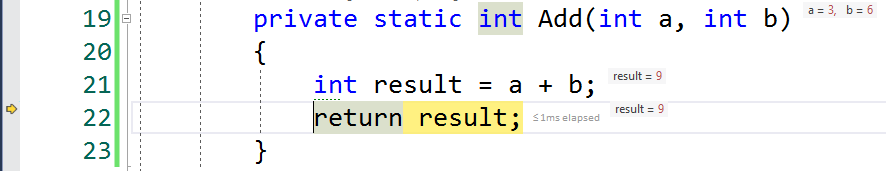 19 private static int Add(int a, int b) a = 3, b = 6
20 {
21 int result = a + b; result = 9
22 return result; ≤1ms elapsed result = 9
23 }